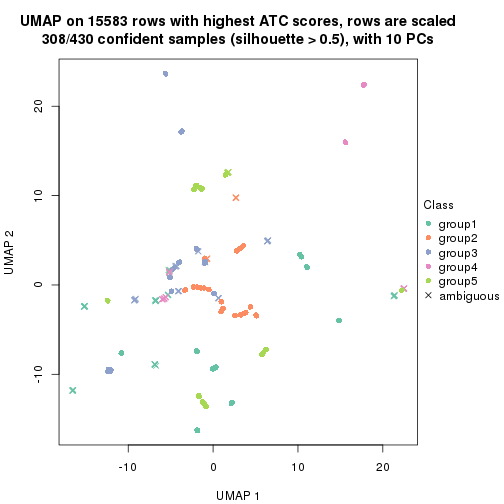 UMAP on 15583 rows with highest ATC scores, rows are scaled
308/430 confident samples (silhouette > 0.5), with 10 PCs
20
10
0
-10
UMAP 2
-10
0
10
20
UMAP 1
Class
group1
group2
group3
group4
group5
ambiguous